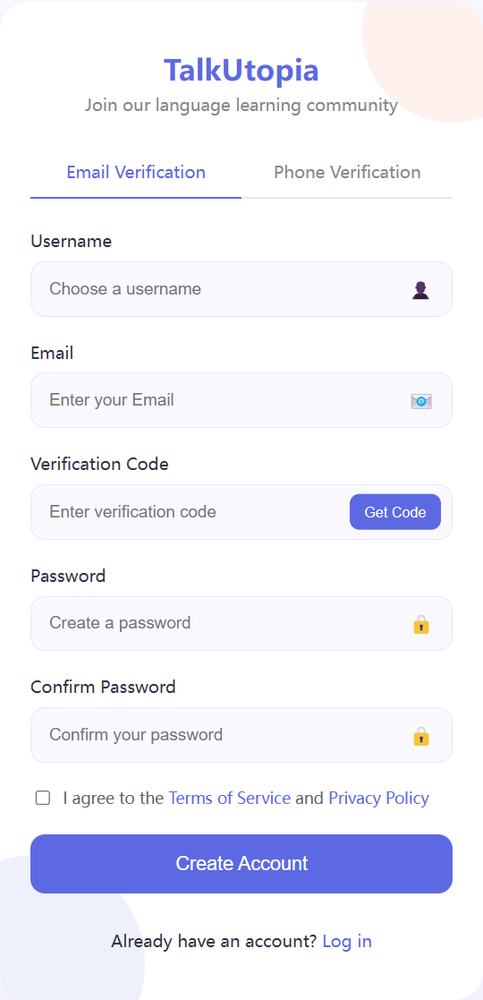 TalkUtopia
Join our language learning community
Email Verification
Phone Verification
Username
Choose a username
Email
Enter your Email
Verification Code
Enter verification code
Get Code
Password
Create a password
Confirm Password
Confirm your password
I agree to the Terms of Service and Privacy Policy
Create Account
Already have an account? Log in